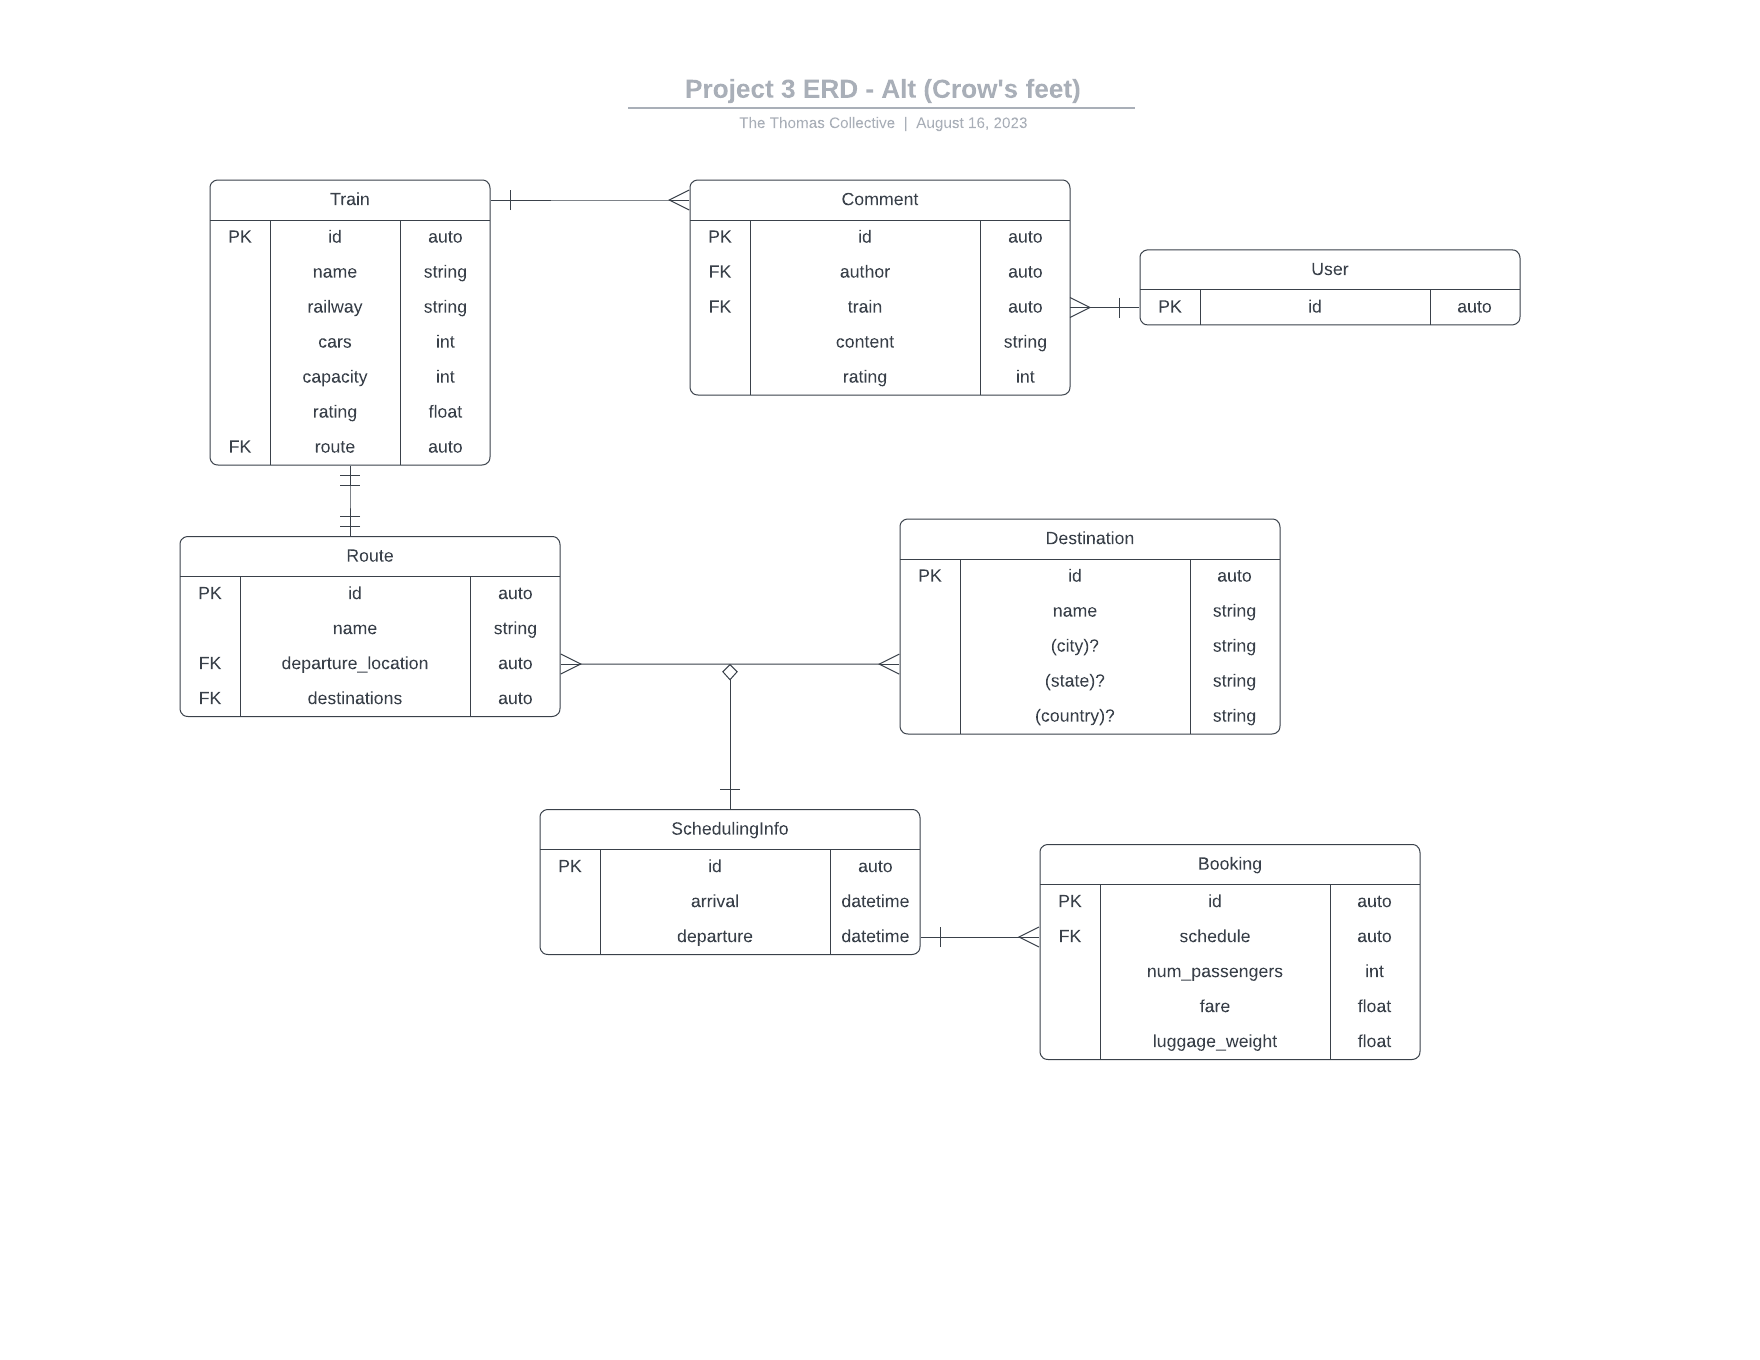 Project 3 ERD - Alt (Crow's feet)
The Thomas Collective | August 16, 2023
Train
PK id auto
name string
railway string
cars int
capacity int
rating float
FK route auto
Comment
PK id auto
FK author auto
FK train auto
content string
rating int
User
PK id auto
Route
PK id auto
name string
FK departure_location auto
FK destinations auto
Destination
PK id auto
name string
(city)? string
(state)? string
(country)? string
SchedulingInfo
PK id auto
arrival datetime
departure datetime
Booking
PK id auto
FK schedule auto
num_passengers int
fare float
luggage_weight float